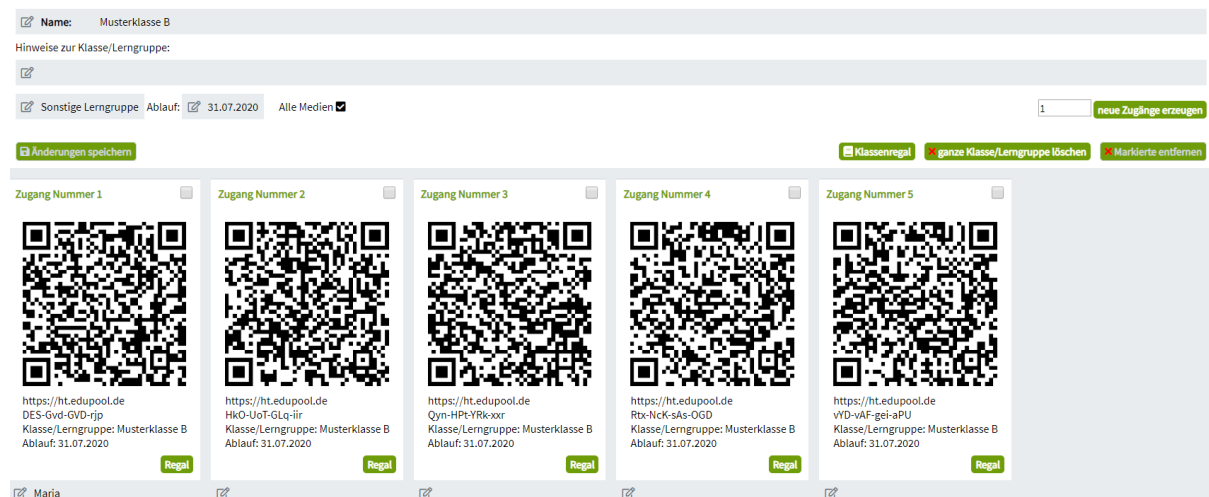 Name: Musterklasse B
Hinweise zur Klasse/Lerngruppe:
Sonstige Lerngruppe Ablauf: 31.07.2020 Alle Medien 1 neue Zugänge erzeugen
Änderungen speichern Klassenregal ganze Klasse/Lerngruppe löschen Markierte entfernen
Zugang Nummer 1
https://ht.edupool.de
DES-Gvd-GVD-rjp
Klasse/Lerngruppe: Musterklasse B
Ablauf: 31.07.2020
Regal
Maria
Zugang Nummer 2
https://ht.edupool.de
HkO-UoT-GLq-iir
Klasse/Lerngruppe: Musterklasse B
Ablauf: 31.07.2020
Regal
Zugang Nummer 3
https://ht.edupool.de
Qyn-HPt-YRk-xxr
Klasse/Lerngruppe: Musterklasse B
Ablauf: 31.07.2020
Regal
Zugang Nummer 4
https://ht.edupool.de
Rtx-NcK-sAs-OGD
Klasse/Lerngruppe: Musterklasse B
Ablauf: 31.07.2020
Regal
Zugang Nummer 5
https://ht.edupool.de
vYD-vAF-gei-aPU
Klasse/Lerngruppe: Musterklasse B
Ablauf: 31.07.2020
Regal